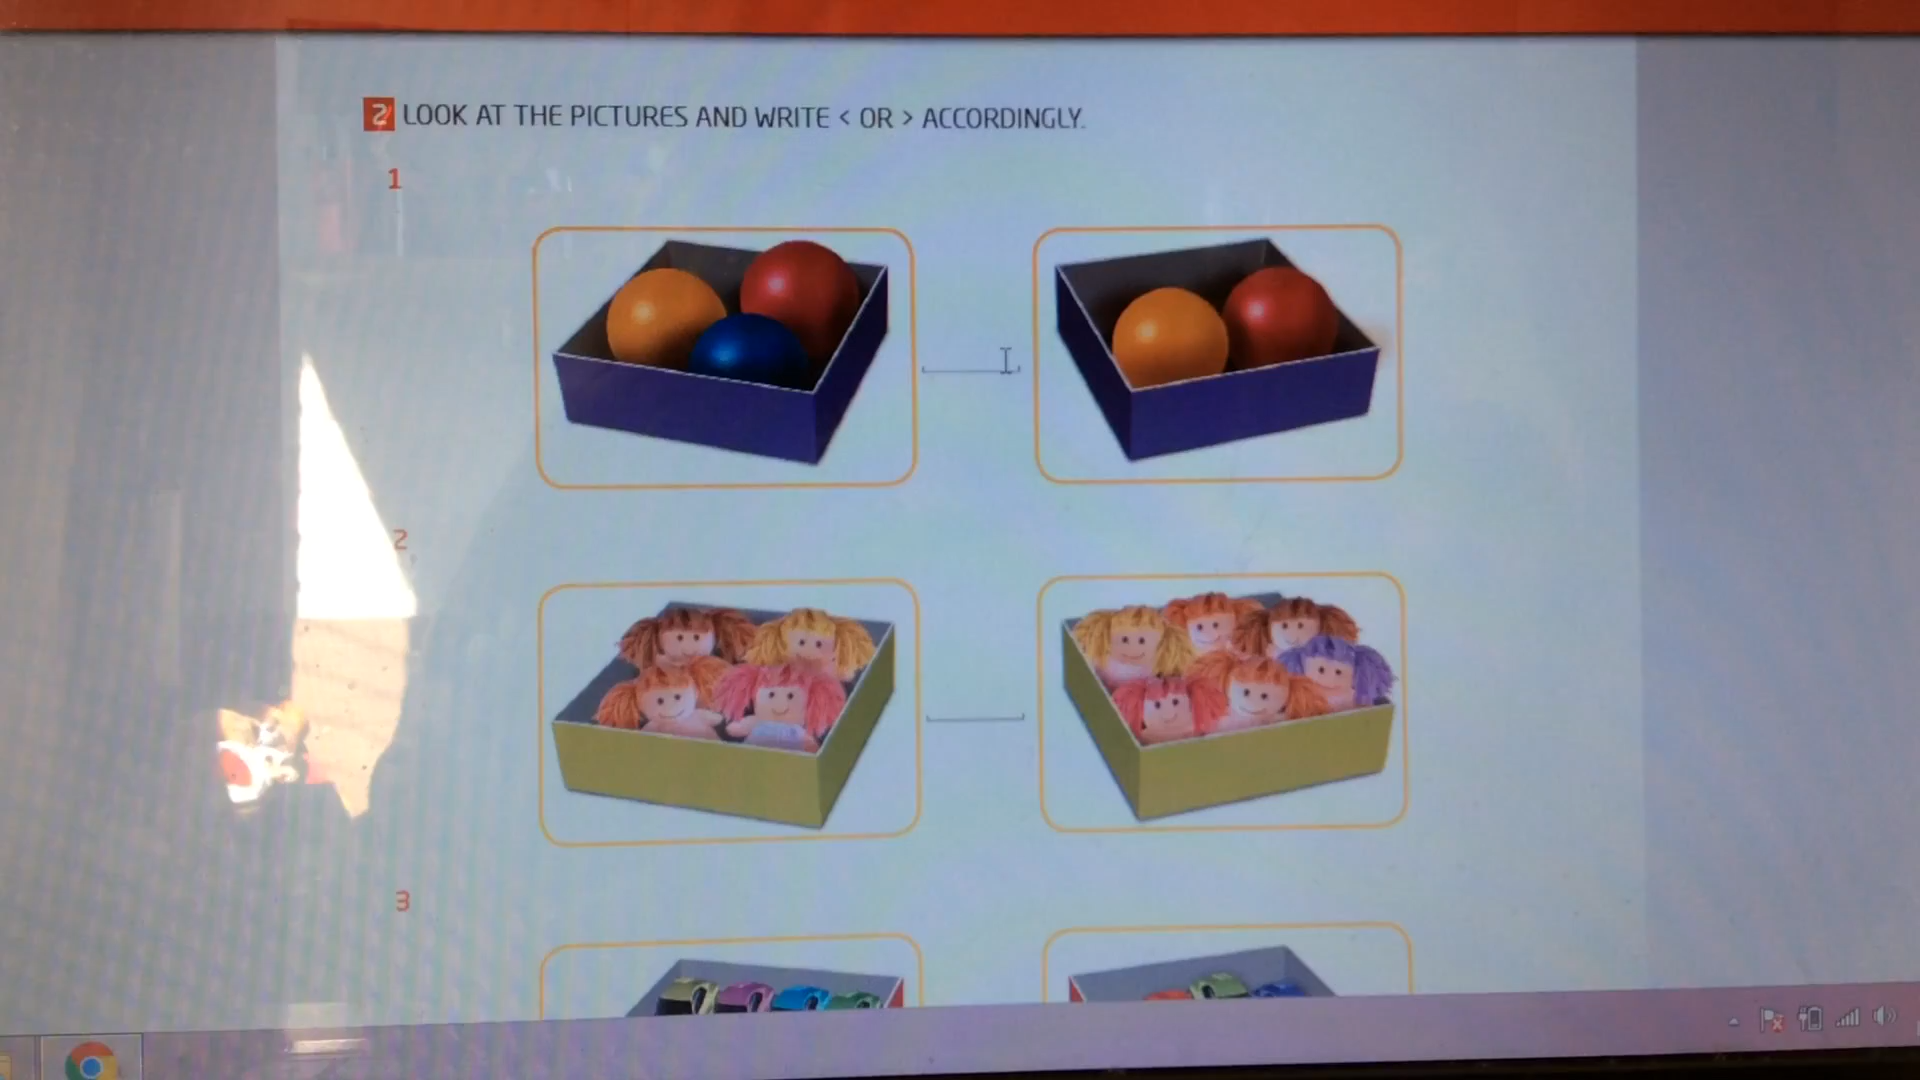 2 LOOK AT THE PICTURES AND WRITE < OR > ACCORDINGLY.
1
2
3